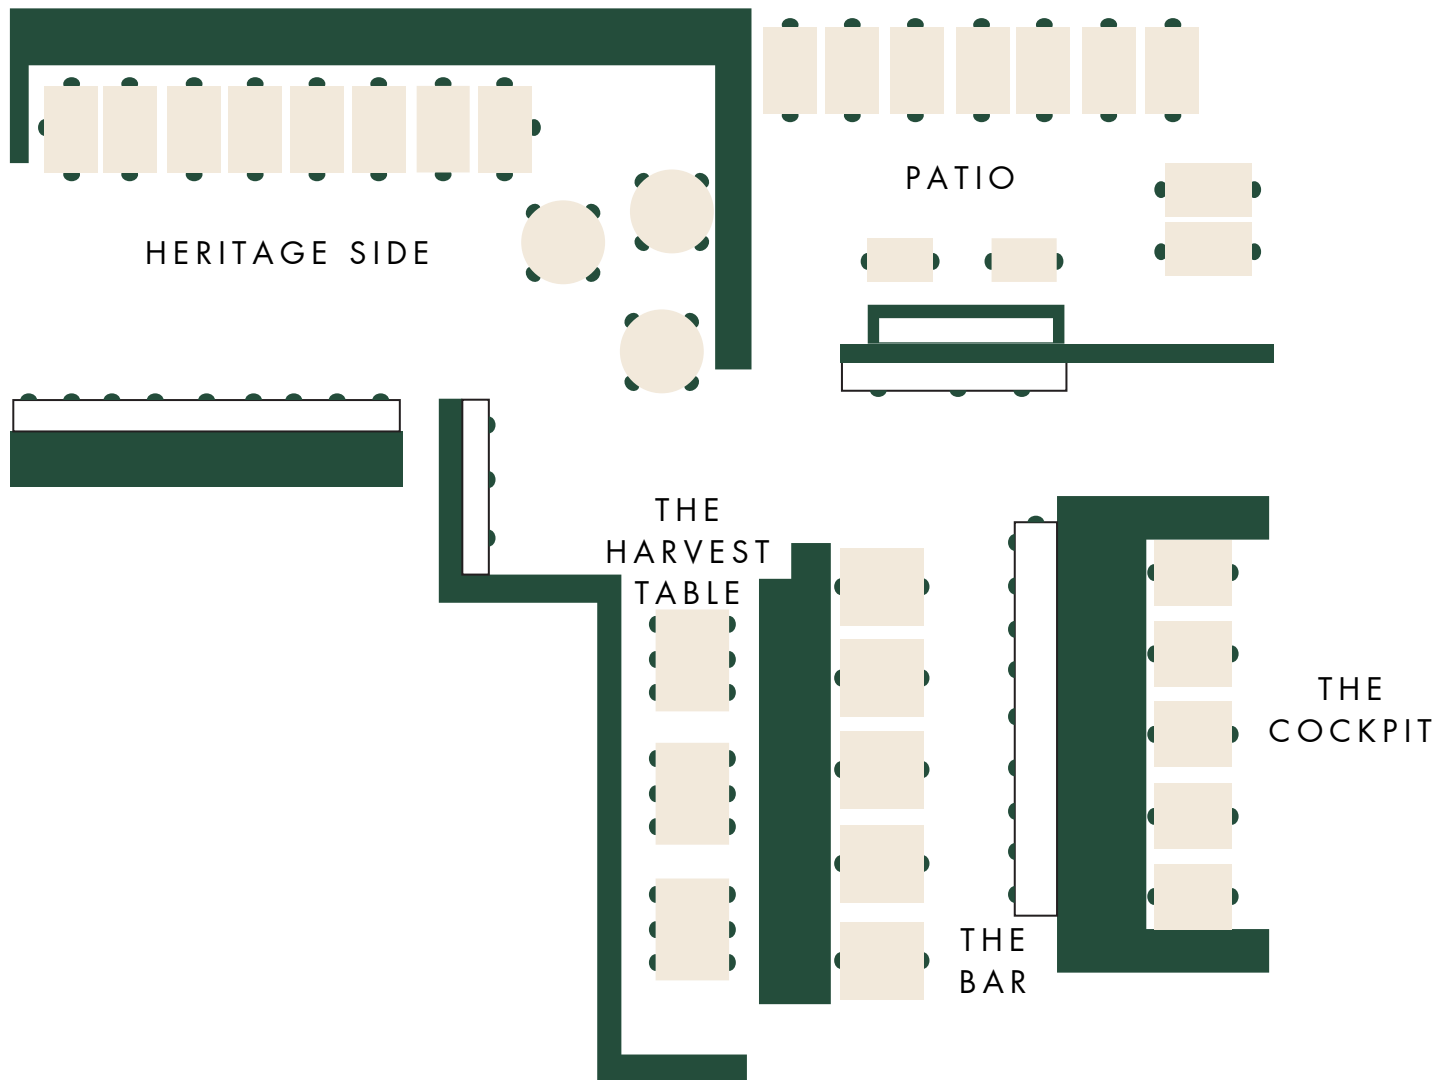 PATIO
HERITAGE SIDE
THE
HARVEST
TABLE
THE
COCKPIT
THE
BAR